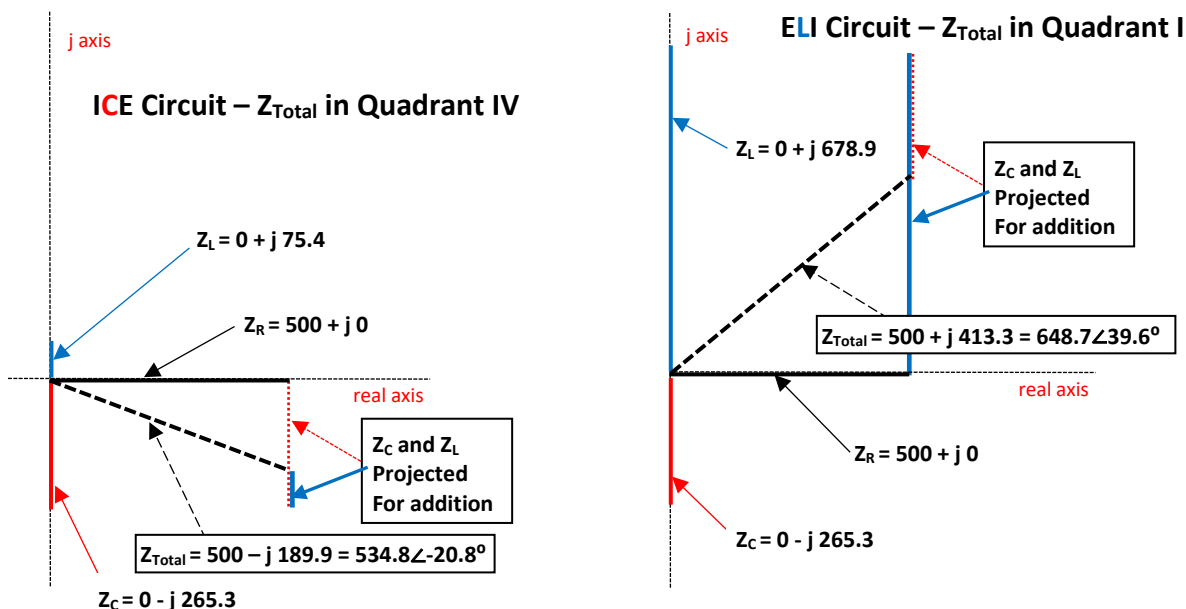 j axis
ICE Circuit – ZTotal in Quadrant IV
ZL = 0 + j 75.4
ZR = 500 + j 0
real axis
ZC and ZL
Projected
For addition
ZTotal = 500 – j 189.9 = 534.8∠-20.8⁰
ZC = 0 - j 265.3
ELI Circuit – ZTotal in Quadrant I
j axis
ZL = 0 + j 678.9
ZC and ZL
Projected
For addition
ZTotal = 500 + j 413.3 = 648.7∠39.6⁰
real axis
ZR = 500 + j 0
ZC = 0 - j 265.3